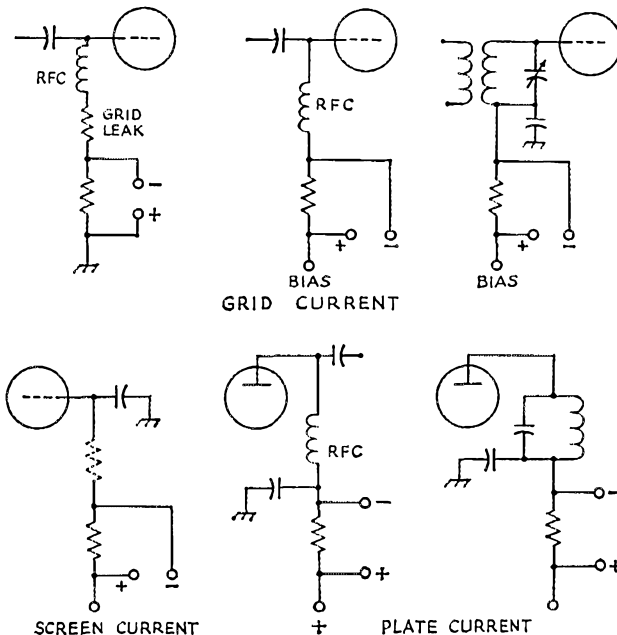 RFC
GRID
LEAK
−
+
RFC
+ −
BIAS
+ −
BIAS
GRID CURRENT
RFC
−
+
−
+
+ −
SCREEN CURRENT
+
PLATE CURRENT